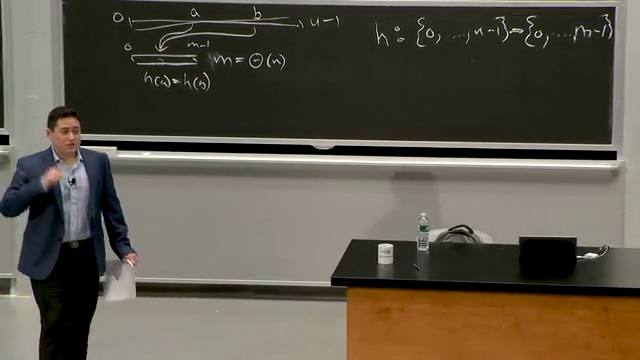 a b
0 u-1
0 m-1 m = Θ(n)
h(a) = h(b)
h: {0, ..., u-1} → {0, ..., m-1}